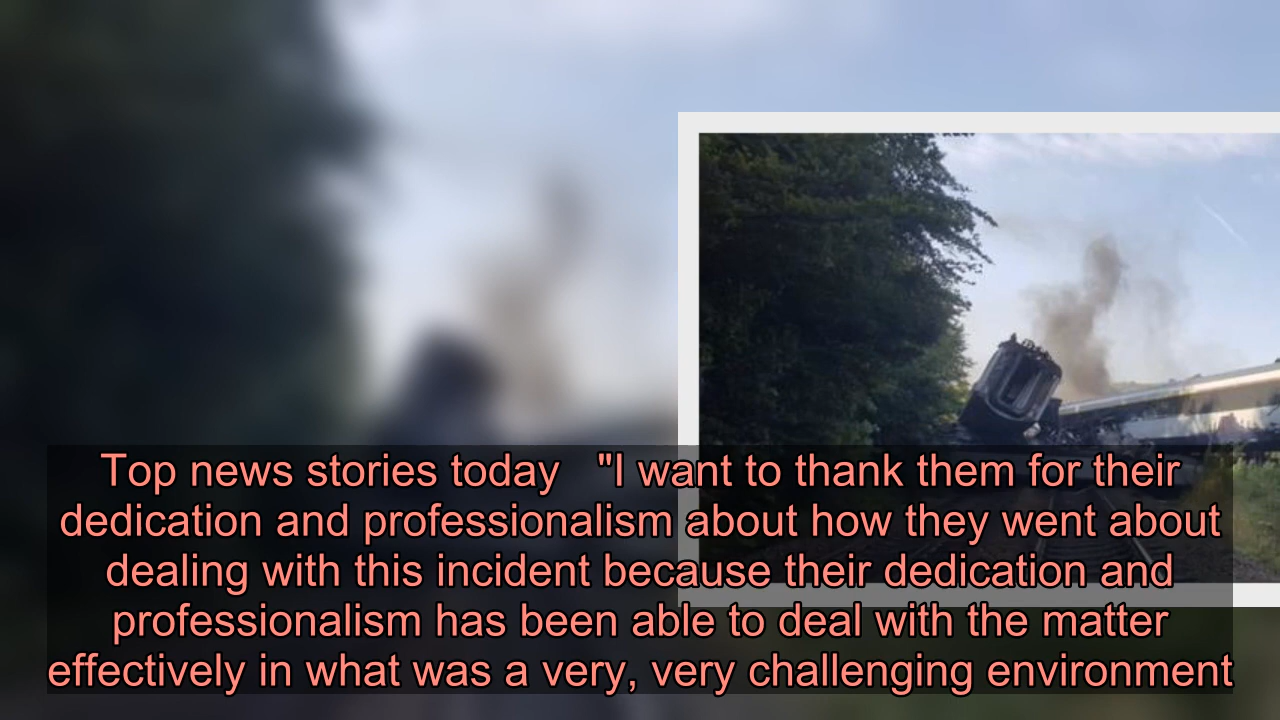 Top news stories today "I want to thank them for their
dedication and professionalism about how they went about
dealing with this incident because their dedication and
professionalism has been able to deal with the matter
effectively in what was a very, very challenging environment